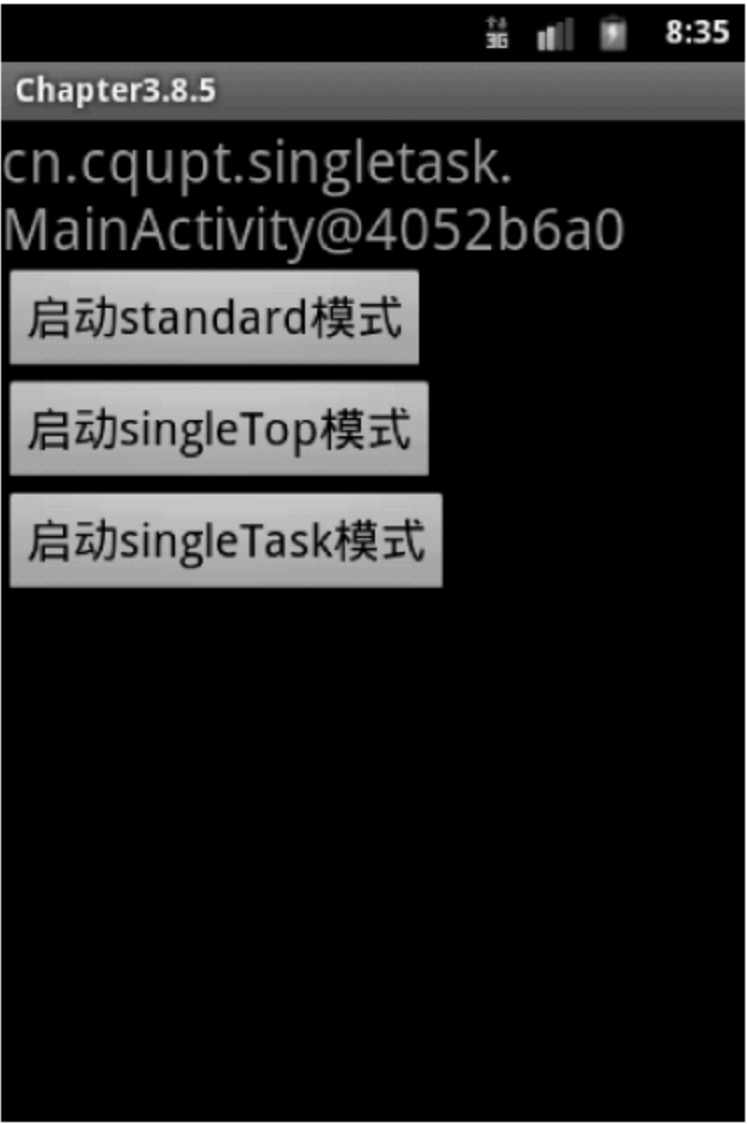 3G 8:35
Chapter3.8.5
cn.cqupt.singletask.
MainActivity@4052b6a0
启动standard模式
启动singleTop模式
启动singleTask模式